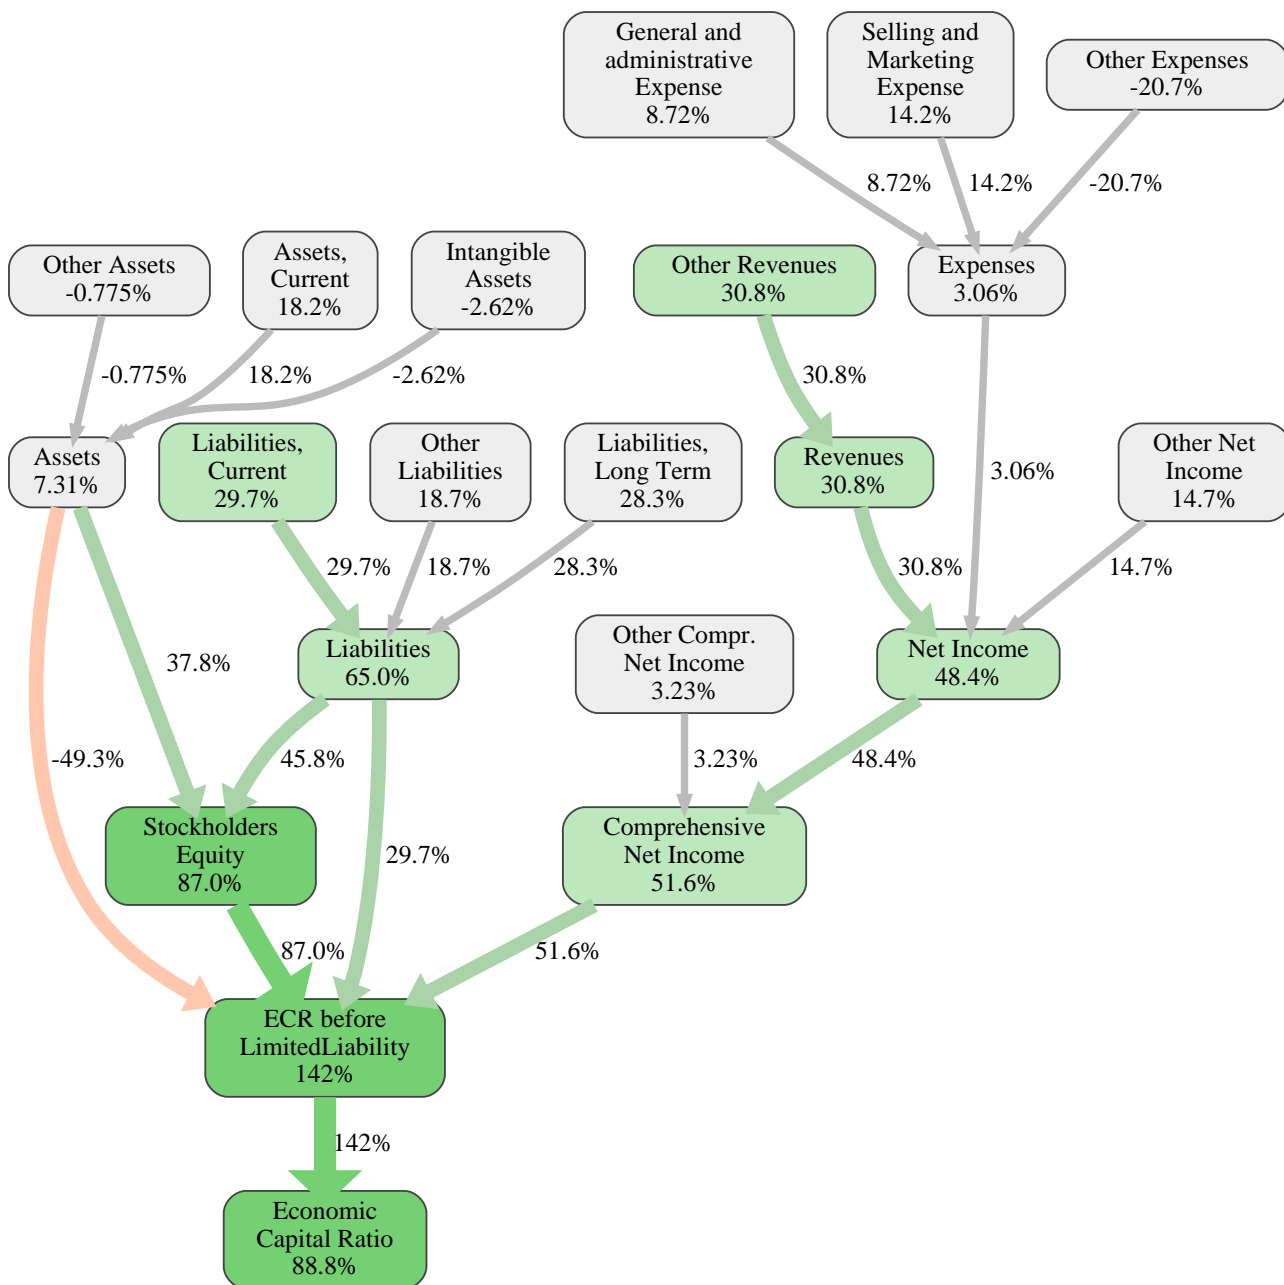 General and
administrative
Expense
8.72%
Selling and
Marketing
Expense
14.2%
Other Expenses
-20.7%
8.72%
14.2%
-20.7%
Other Assets
-0.775%
Assets,
Current
18.2%
Intangible
Assets
-2.62%
Other Revenues
30.8%
Expenses
3.06%
-0.775%
18.2%
-2.62%
30.8%
Assets
7.31%
Liabilities,
Current
29.7%
Other
Liabilities
18.7%
Liabilities,
Long Term
28.3%
Revenues
30.8%
3.06%
Other Net
Income
14.7%
29.7%
18.7%
28.3%
30.8%
14.7%
37.8%
Liabilities
65.0%
Other Compr.
Net Income
3.23%
Net Income
48.4%
-49.3%
45.8%
3.23%
48.4%
Stockholders
Equity
87.0%
29.7%
Comprehensive
Net Income
51.6%
87.0%
51.6%
ECR before
LimitedLiability
142%
142%
Economic
Capital Ratio
88.8%